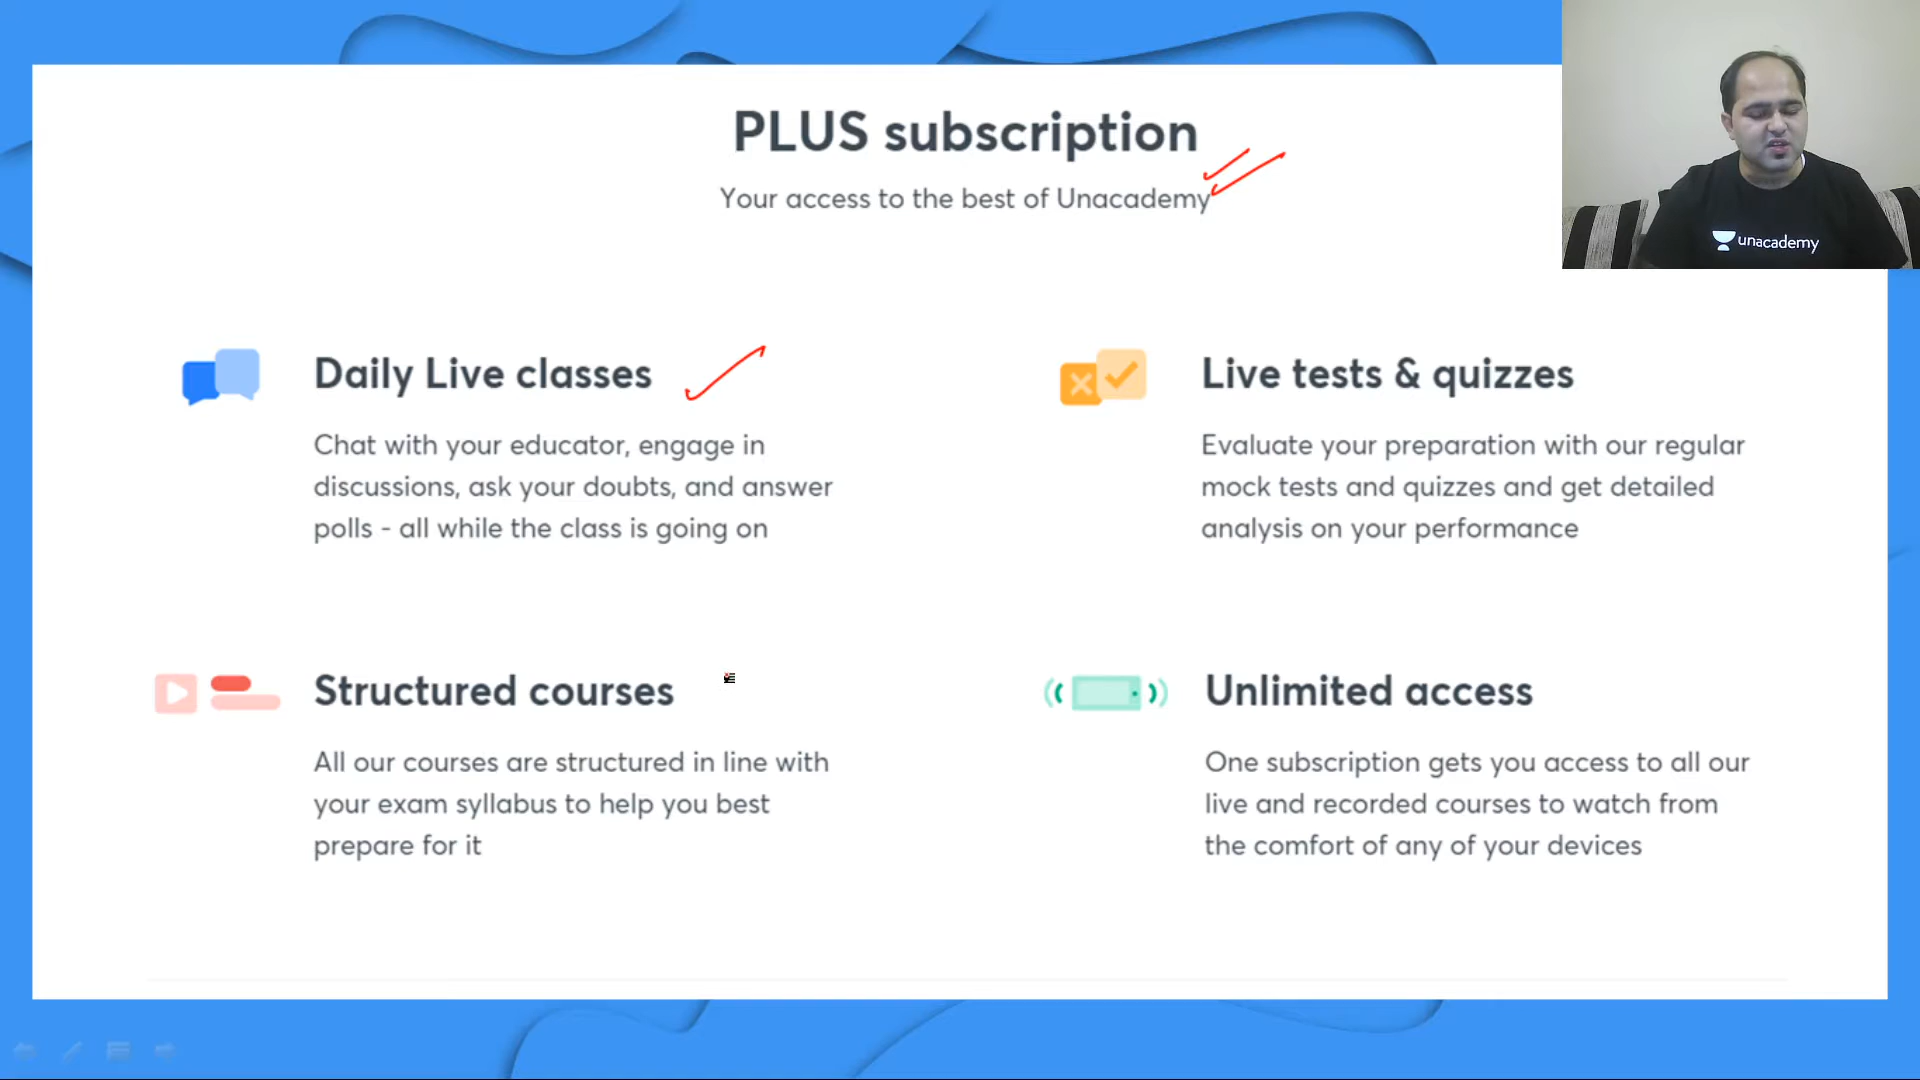 PLUS subscription
Your access to the best of Unacademy
unacademy
Daily Live classes
Chat with your educator, engage in
discussions, ask your doubts, and answer
polls - all while the class is going on
Live tests & quizzes
Evaluate your preparation with our regular
mock tests and quizzes and get detailed
analysis on your performance
Structured courses
All our courses are structured in line with
your exam syllabus to help you best
prepare for it
Unlimited access
One subscription gets you access to all our
live and recorded courses to watch from
the comfort of any of your devices